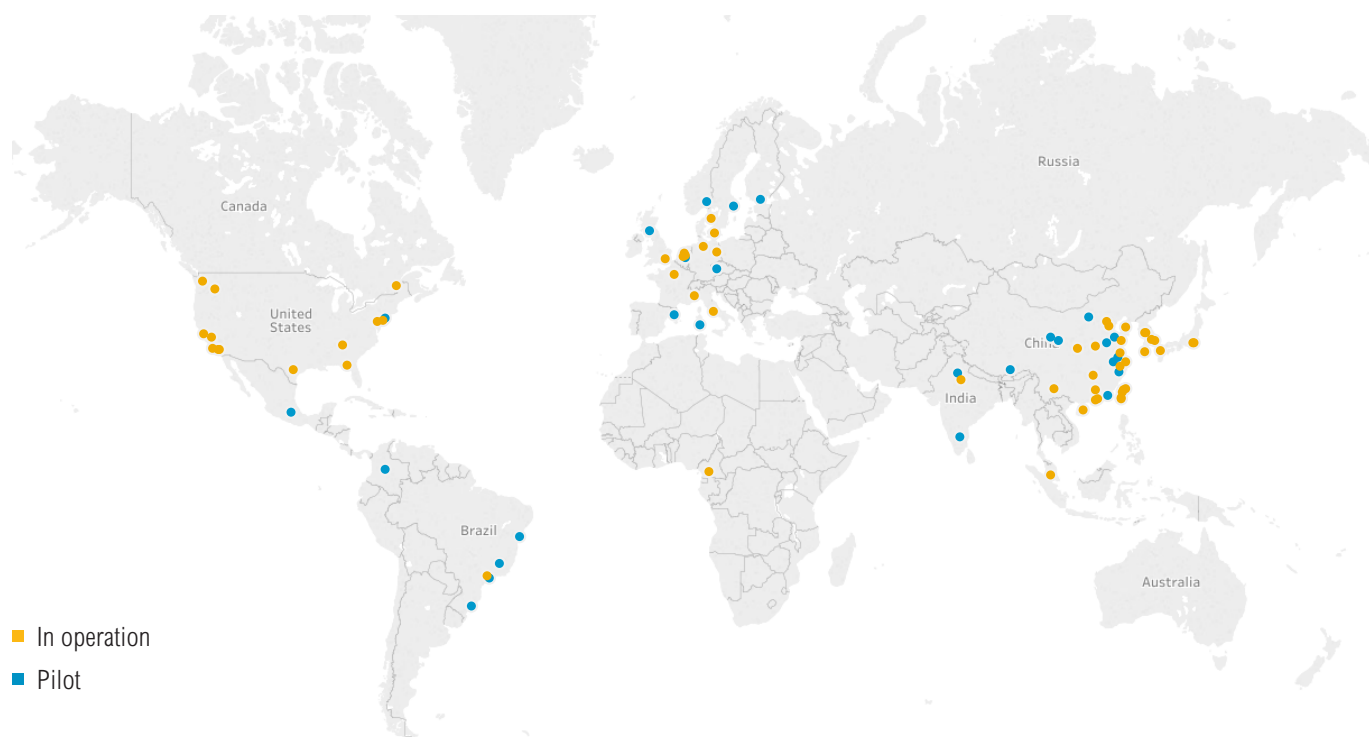 Russia
Canada
United
States
China
India
Brazil
Australia
In operation
Pilot